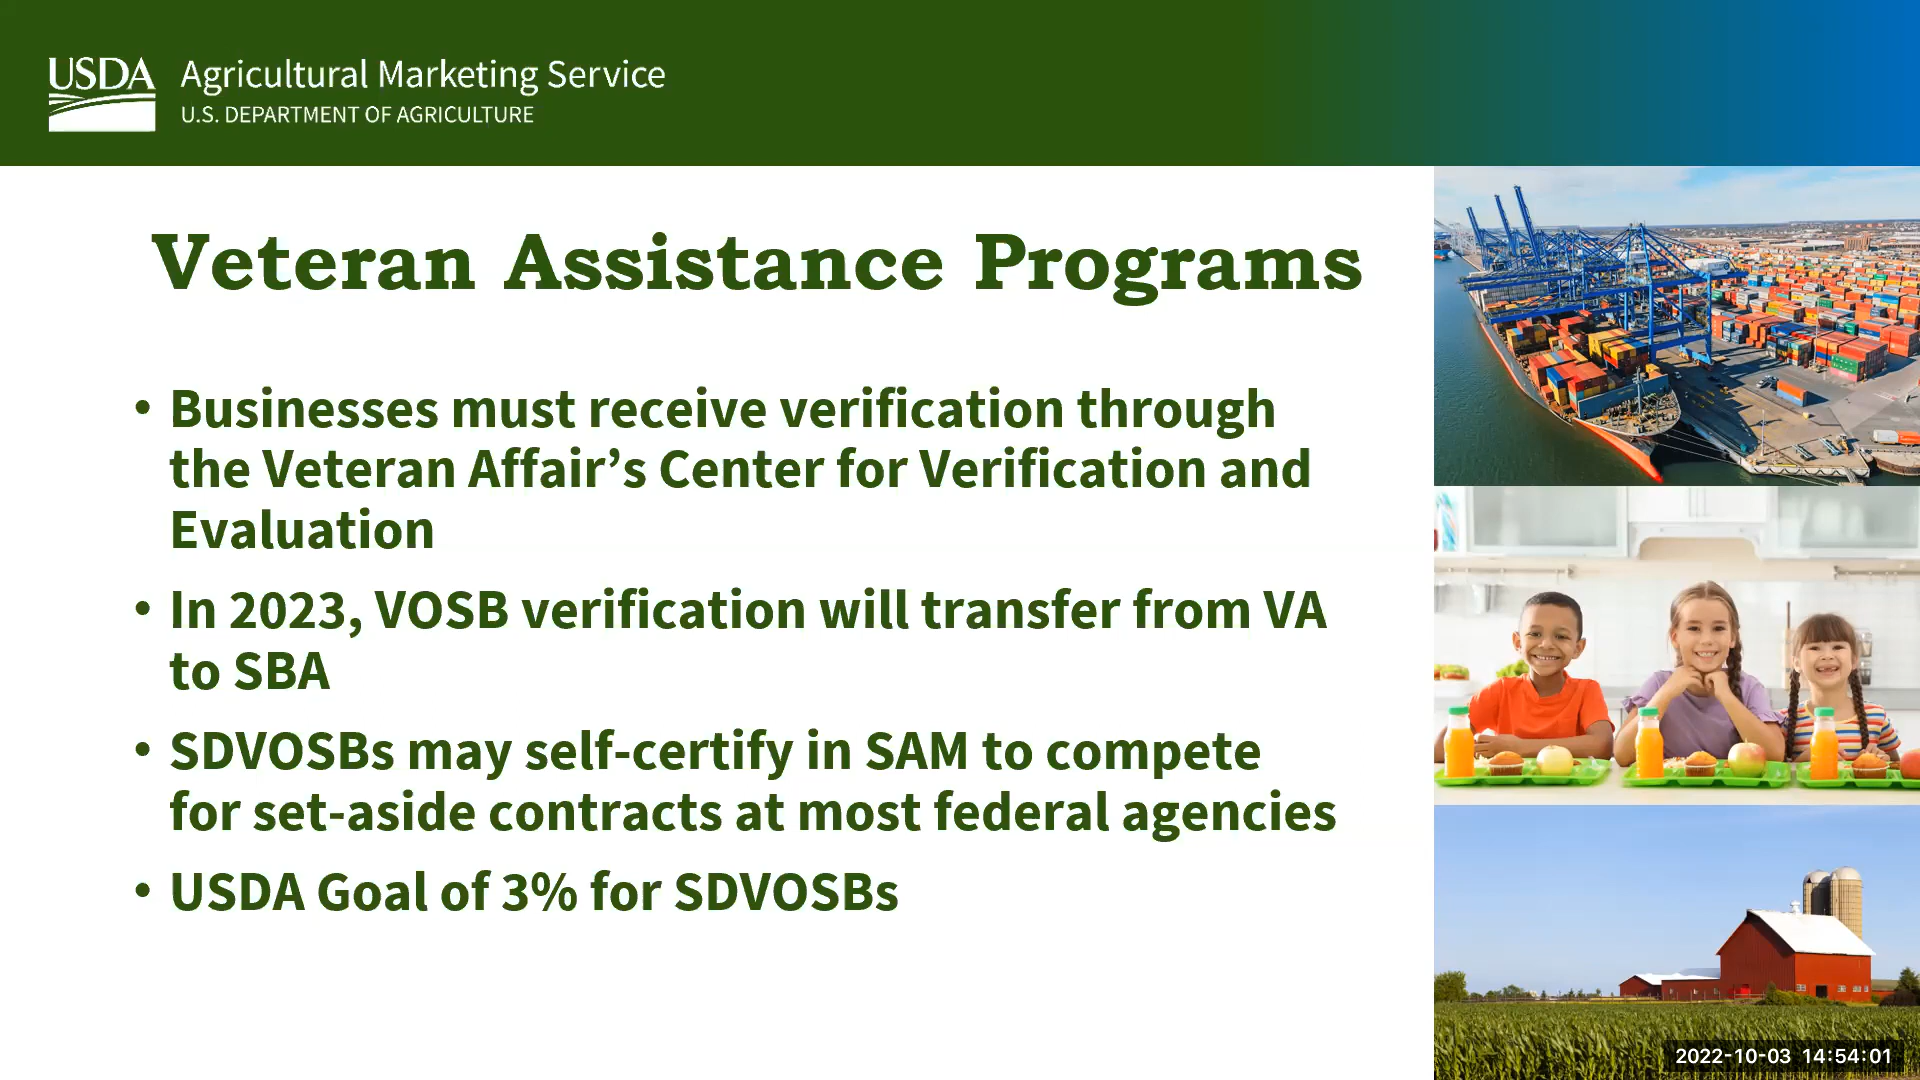 USDA
Agricultural Marketing Service
U.S. DEPARTMENT OF AGRICULTURE
Veteran Assistance Programs
• Businesses must receive verification through
the Veteran Affair’s Center for Verification and
Evaluation
• In 2023, VOSB verification will transfer from VA
to SBA
• SDVOSBs may self-certify in SAM to compete
for set-aside contracts at most federal agencies
• USDA Goal of 3% for SDVOSBs
2022-10-03 14:54:01